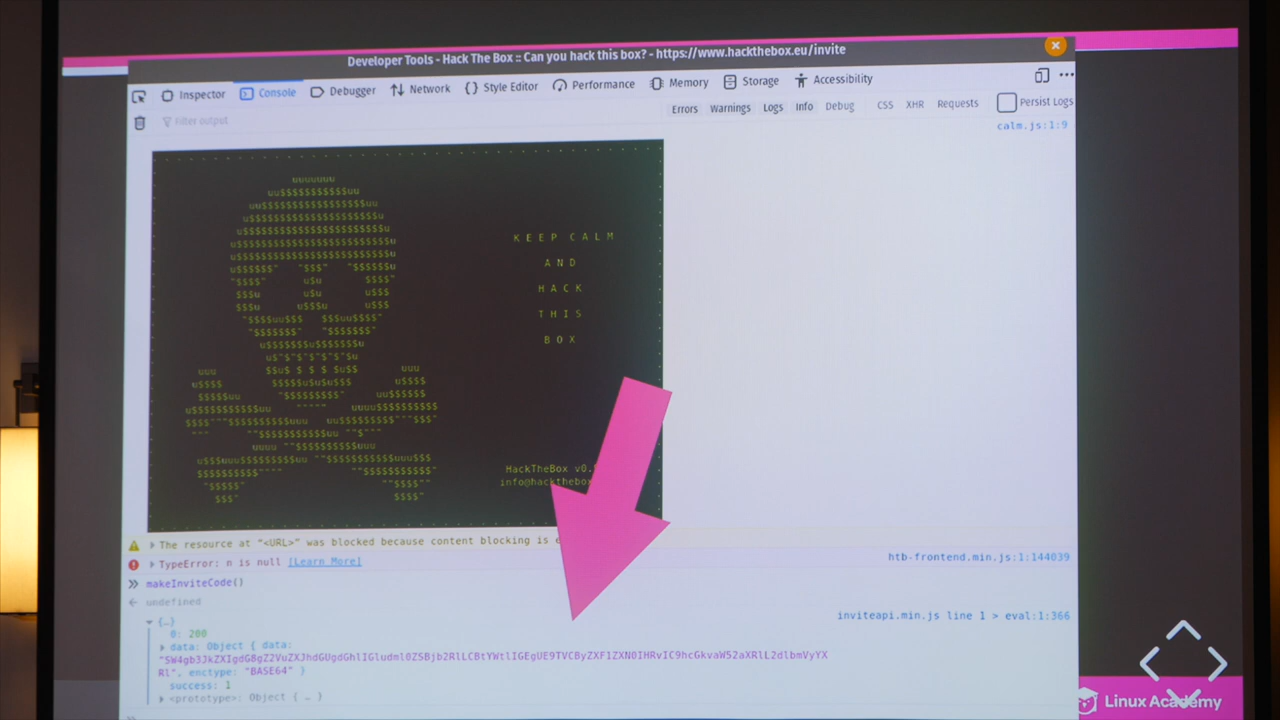 Developer Tools - Hack The Box :: Can you hack this box? - https://www.hackthebox.eu/invite
Inspector Console Debugger Network Style Editor Performance Memory Storage Accessibility
Filter output Errors Warnings Logs Info Debug CSS XHR Requests Persist Logs
calm.js:1:9
KEEP CALM
AND
HACK
THIS
BOX
HackTheBox v0.
info@hackthebox
The resource at "<URL>" was blocked because content blocking is e
TypeError: n is null [Learn More] htb-frontend.min.js:1:144039
makeInviteCode()
undefined
inviteapi.min.js line 1 > eval:1:366
{…}
0: 200
data: Object { data:
"SW4gb3JkZXIgdG8gZ2VuZXJhdGUgdGhlIGludml0ZSBjb2RlLCBtYWtlIGEgUE9TVCByZXF1ZXN0IHRvIC9hcGkvaW52aXRlL2dlbmVyYX
Rl", enctype: "BASE64" }
success: 1
<prototype>: Object { … }
Linux Academy